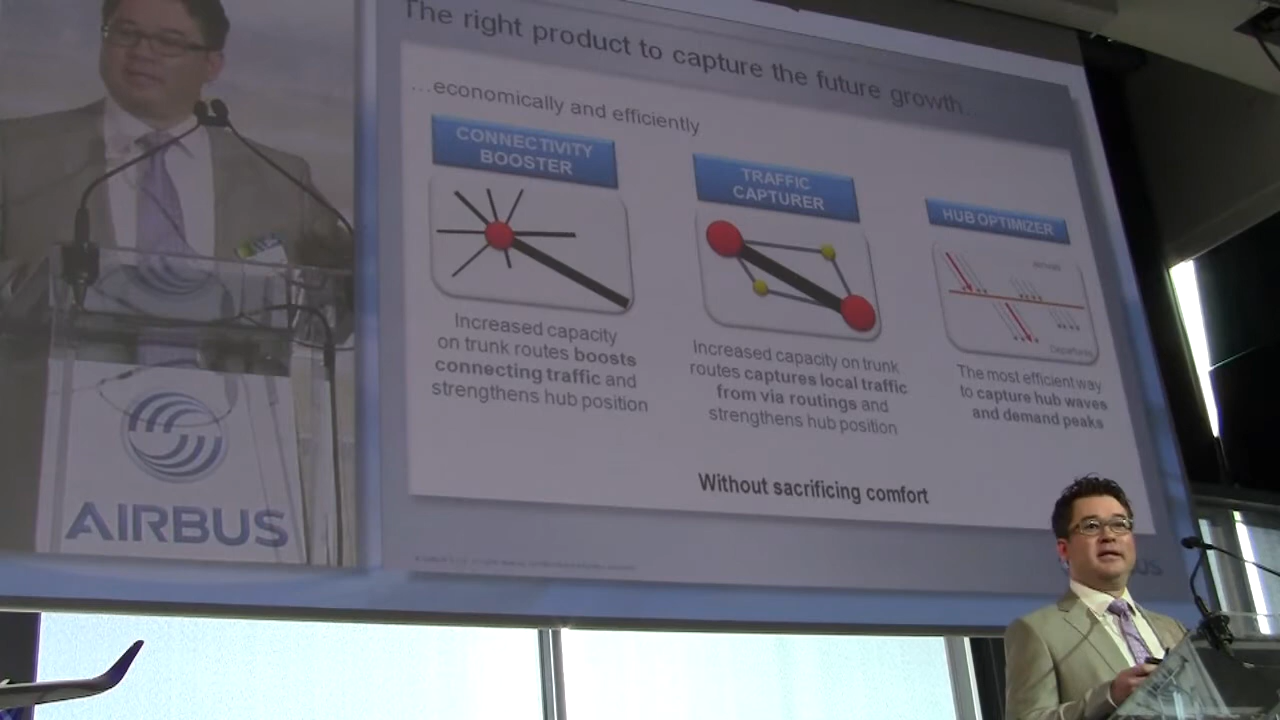 The right product to capture the future growth…
…economically and efficiently
CONNECTIVITY
BOOSTER
Increased capacity
on trunk routes boosts
connecting traffic and
strengthens hub position
TRAFFIC
CAPTURER
Increased capacity on trunk
routes captures local traffic
from via routings and
strengthens hub position
HUB OPTIMIZER
Arrivals
Departures
The most efficient way
to capture hub waves
and demand peaks
Without sacrificing comfort
AIRBUS